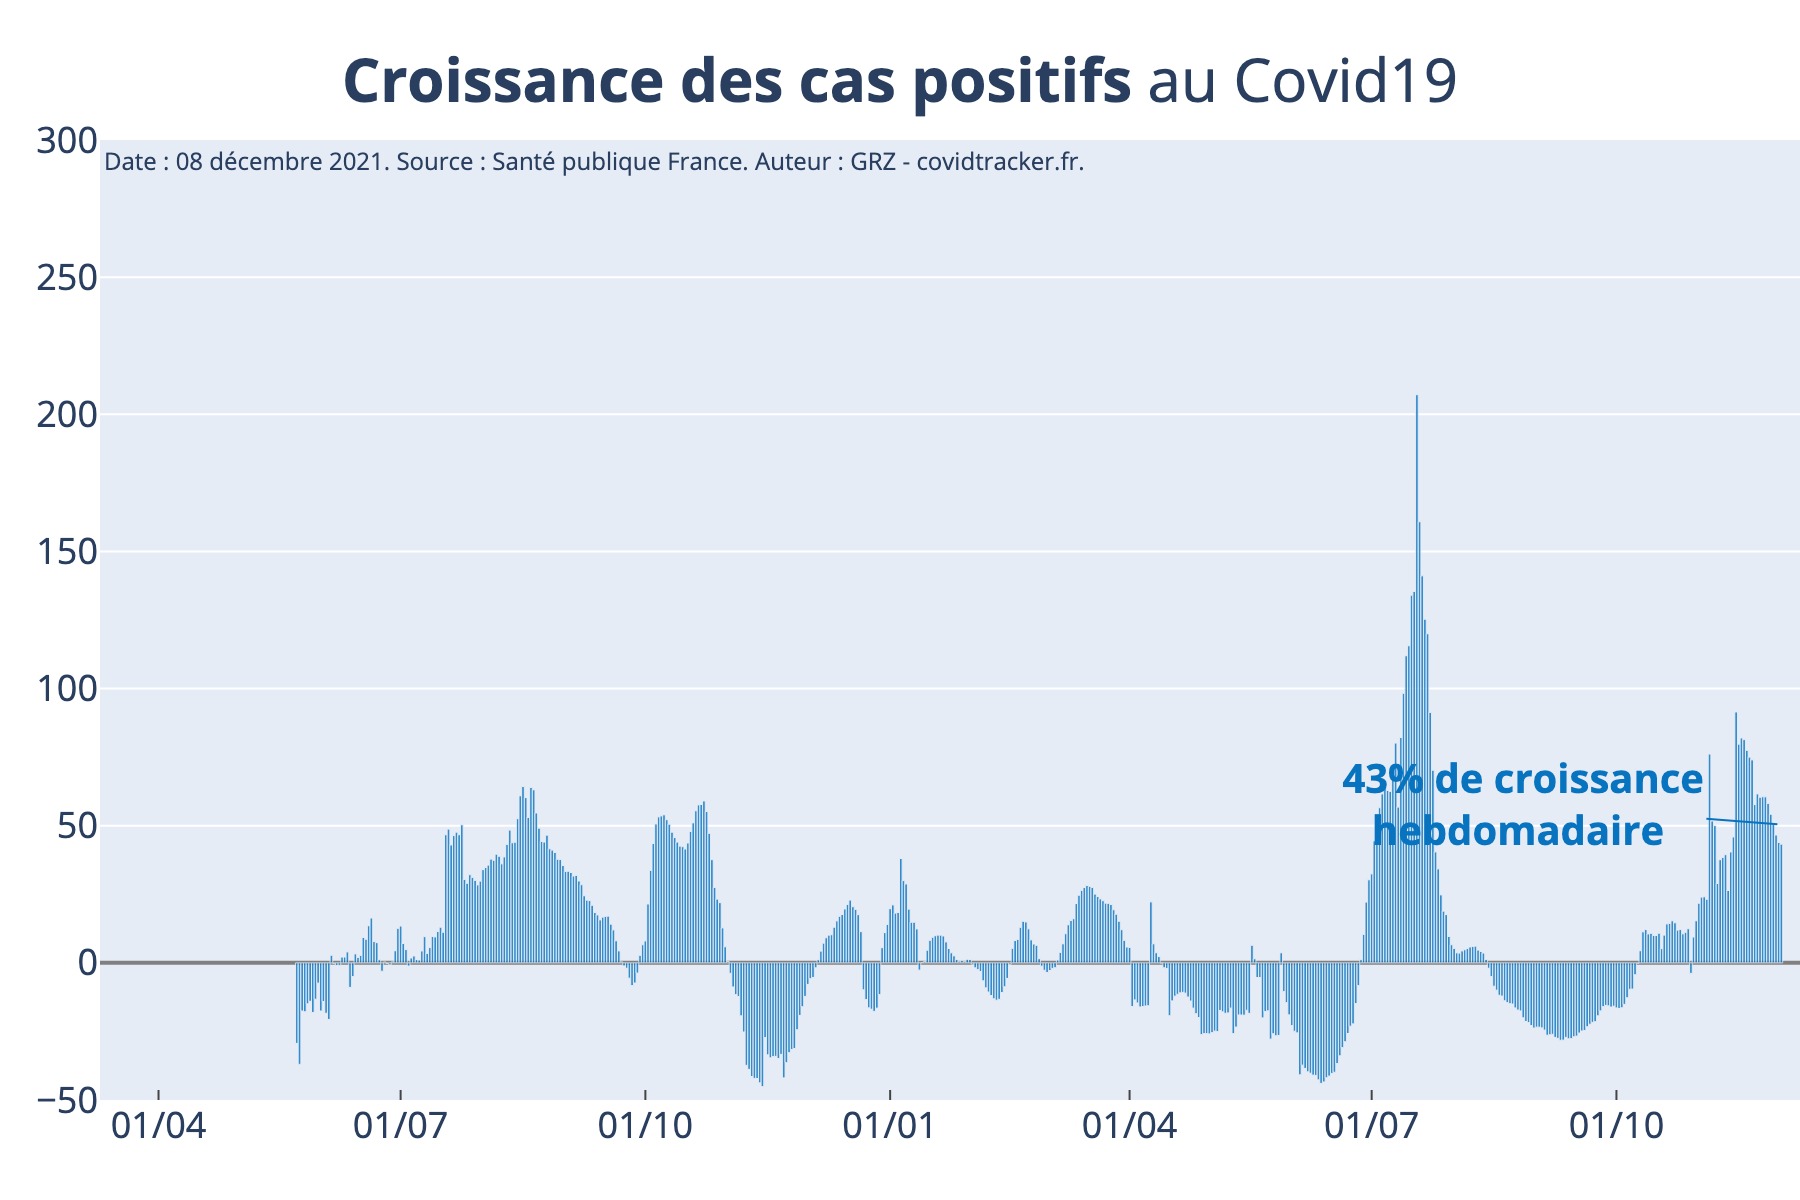 Croissance des cas positifs au Covid19
300
Date : 08 décembre 2021. Source : Santé publique France. Auteur : GRZ - covidtracker.fr.
250
200
150
100
43% de croissance
hebdomadaire
50
0
−50
01/04 01/07 01/10 01/01 01/04 01/07 01/10